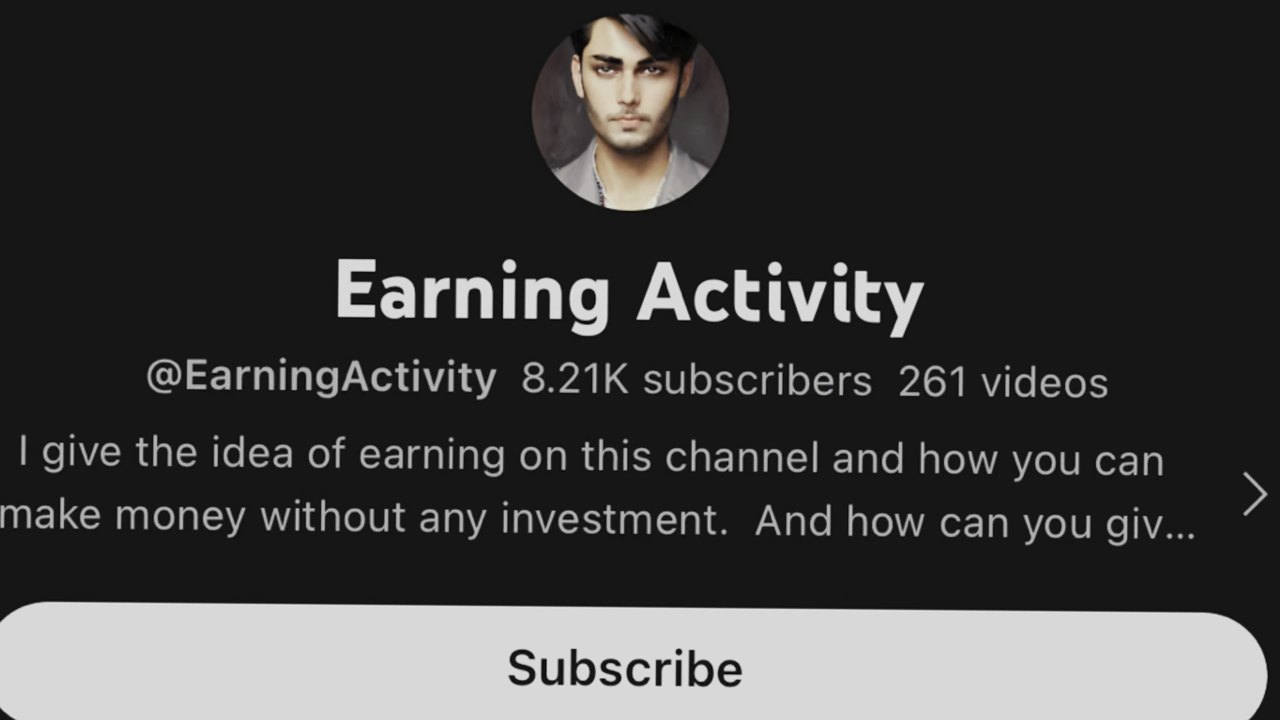 Earning Activity
@EarningActivity 8.21K subscribers 261 videos
I give the idea of earning on this channel and how you can
make money without any investment. And how can you giv...
Subscribe